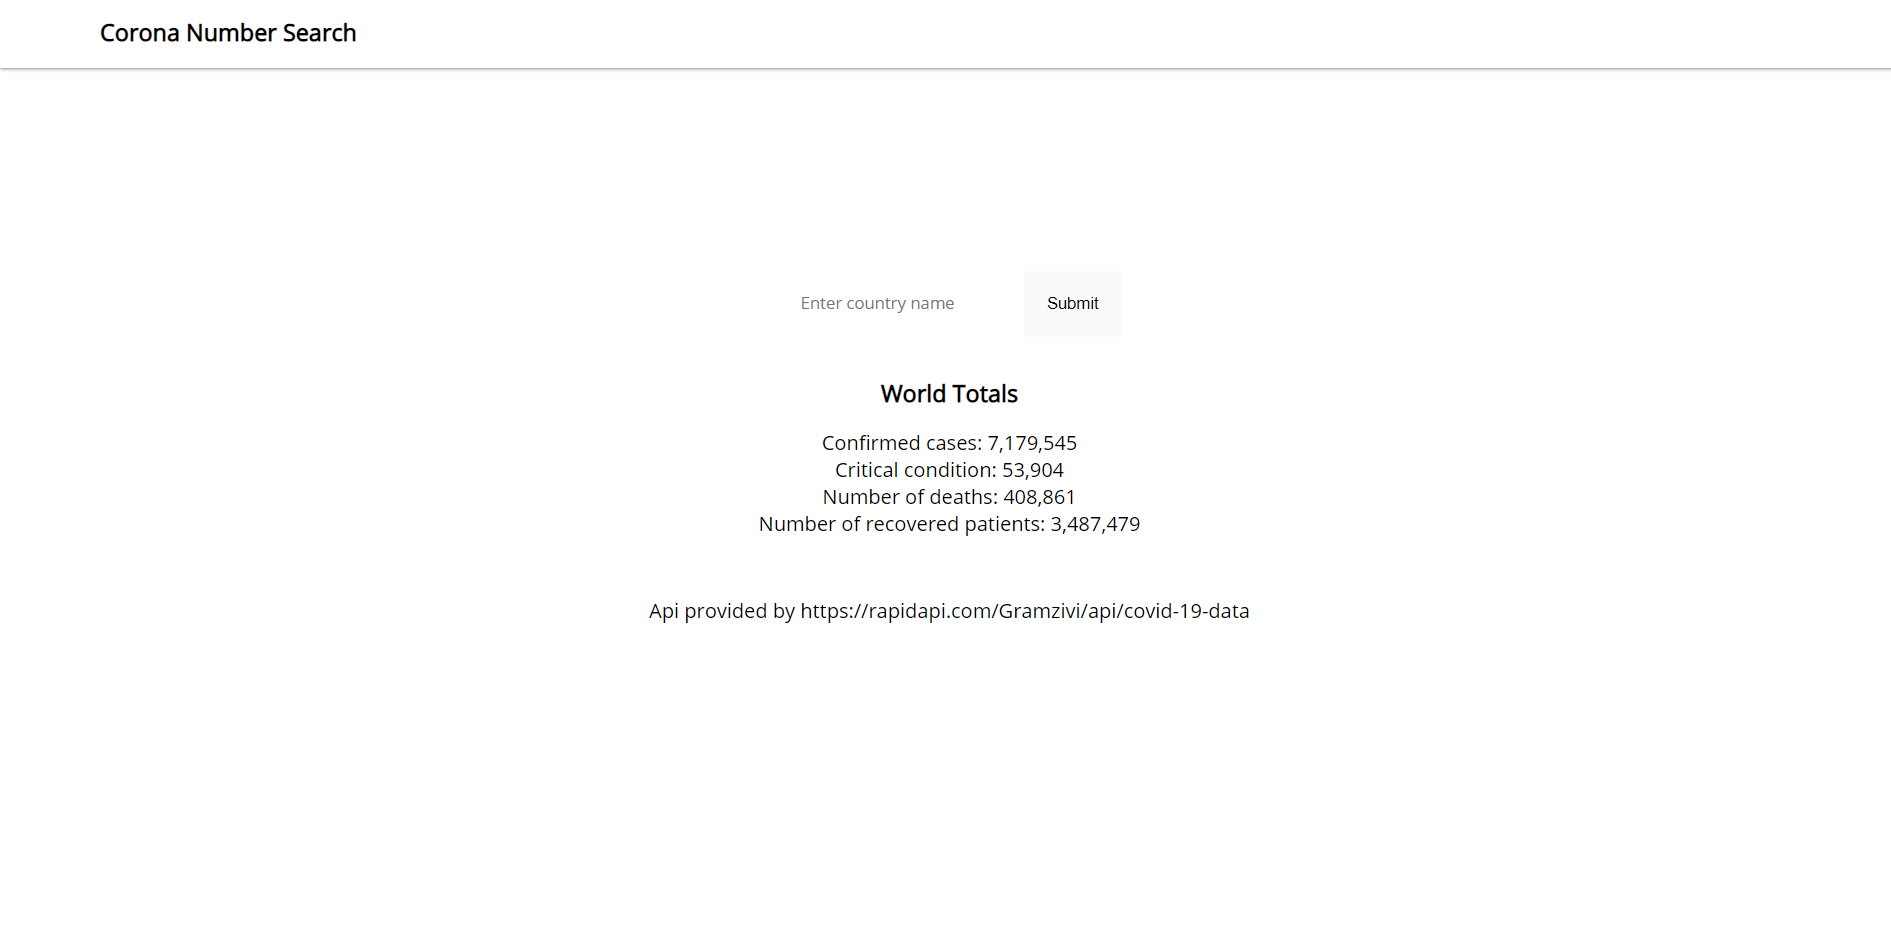 Corona Number Search
Enter country name
Submit
World Totals
Confirmed cases: 7,179,545
Critical condition: 53,904
Number of deaths: 408,861
Number of recovered patients: 3,487,479
Api provided by https://rapidapi.com/Gramzivi/api/covid-19-data